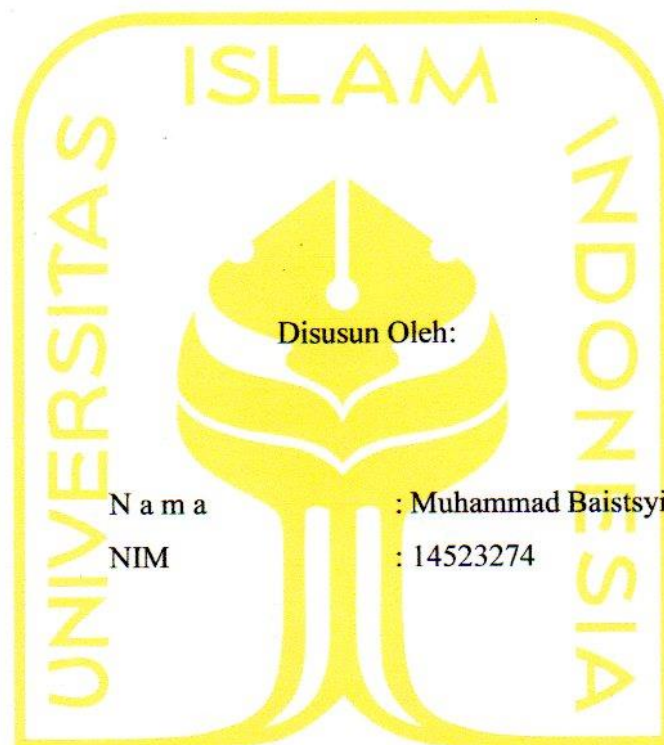 UNIVERSITAS
ISLAM
INDONESIA
Disusun Oleh:
N a m a : Muhammad Baistsyi
NIM : 14523274